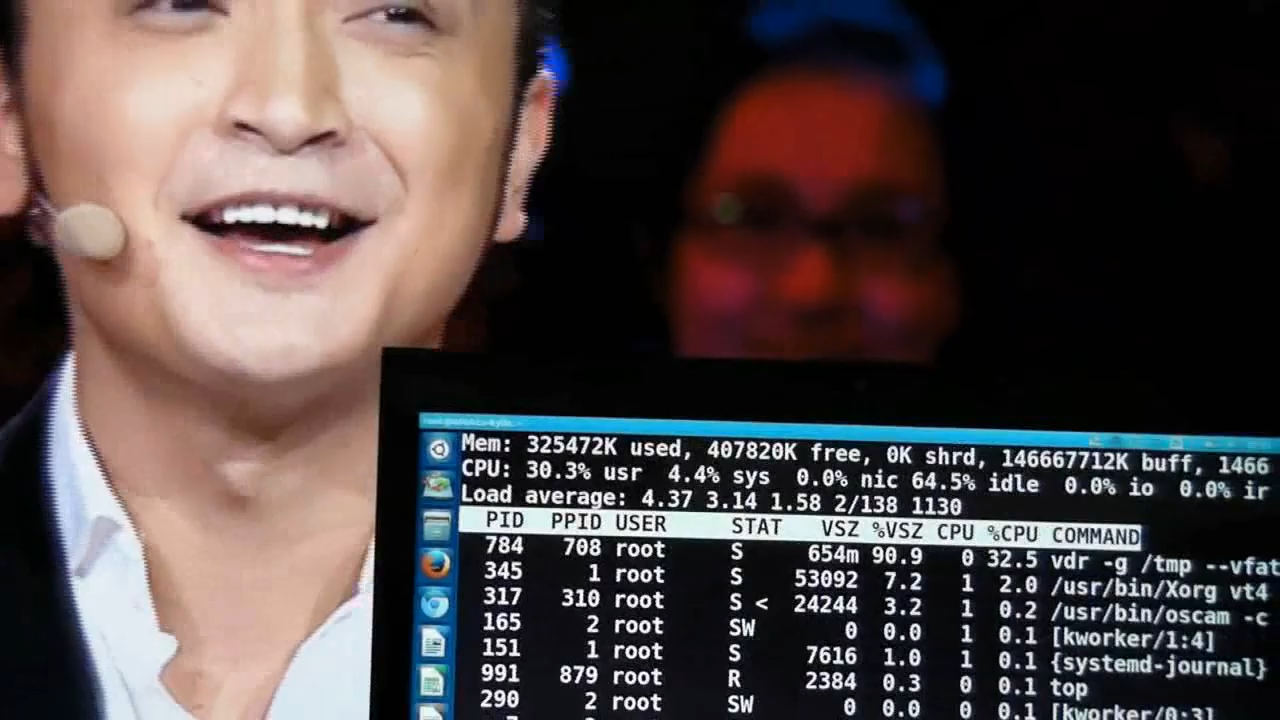 Mem: 325472K used, 407820K free, 0K shrd, 146667712K buff, 1466
CPU: 30.3% usr 4.4% sys 0.0% nic 64.5% idle 0.0% io 0.0% ir
Load average: 4.37 3.14 1.58 2/138 1130
PID PPID USER STAT VSZ %VSZ CPU %CPU COMMAND
784 708 root S 654m 90.9 0 32.5 vdr -g /tmp --vfat
345 1 root S 53092 7.2 1 2.0 /usr/bin/Xorg vt4
317 310 root S < 24244 3.2 1 0.2 /usr/bin/oscam -c
165 2 root SW 0 0.0 1 0.1 [kworker/1:4]
151 1 root S 7616 1.0 1 0.1 {systemd-journal}
991 879 root R 2384 0.3 0 0.1 top
290 2 root SW 0 0.0 0 0.1 [kworker/0:3]